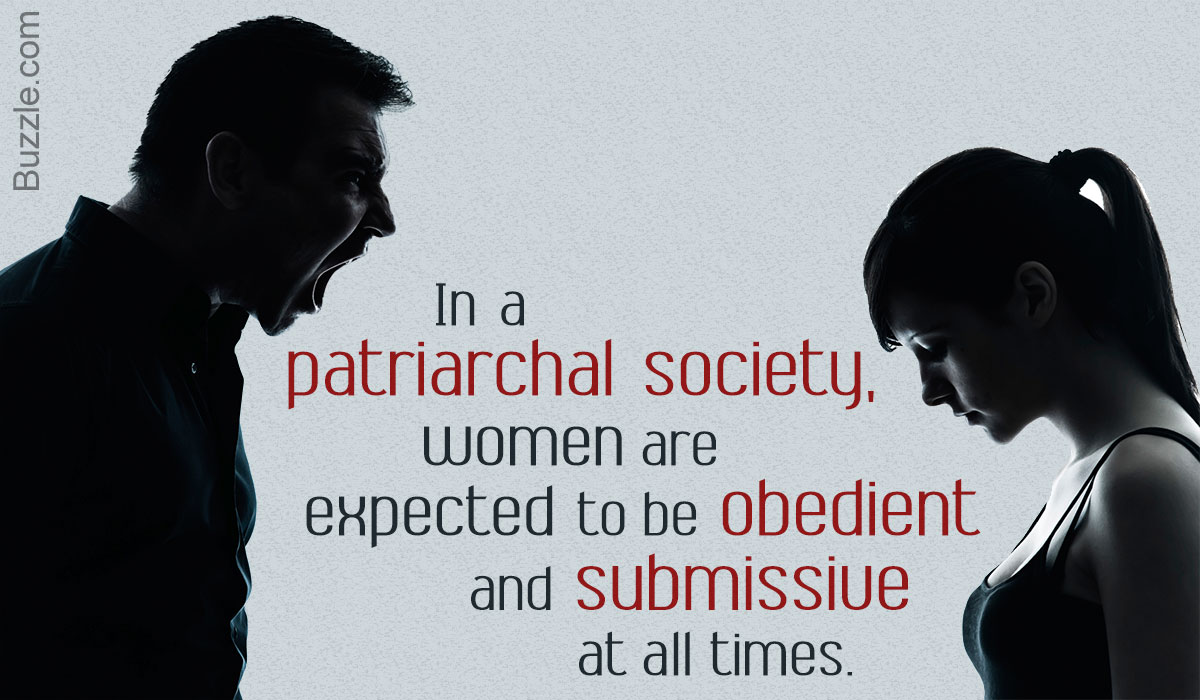 Buzzle.com
In a
patriarchal society,
women are
expected to be obedient
and submissive
at all times.